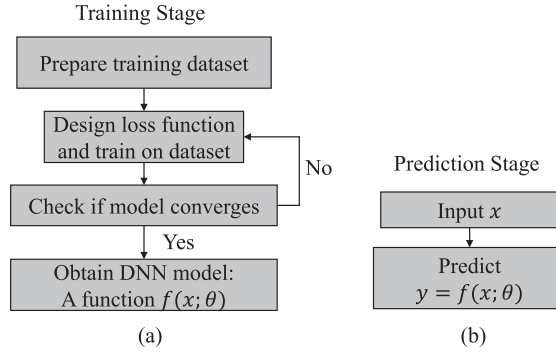 Training Stage
Prepare training dataset
Design loss function
and train on dataset
No
Check if model converges
Yes
Obtain DNN model:
A function f(x; θ)
(a)
Prediction Stage
Input x
Predict
y = f(x; θ)
(b)